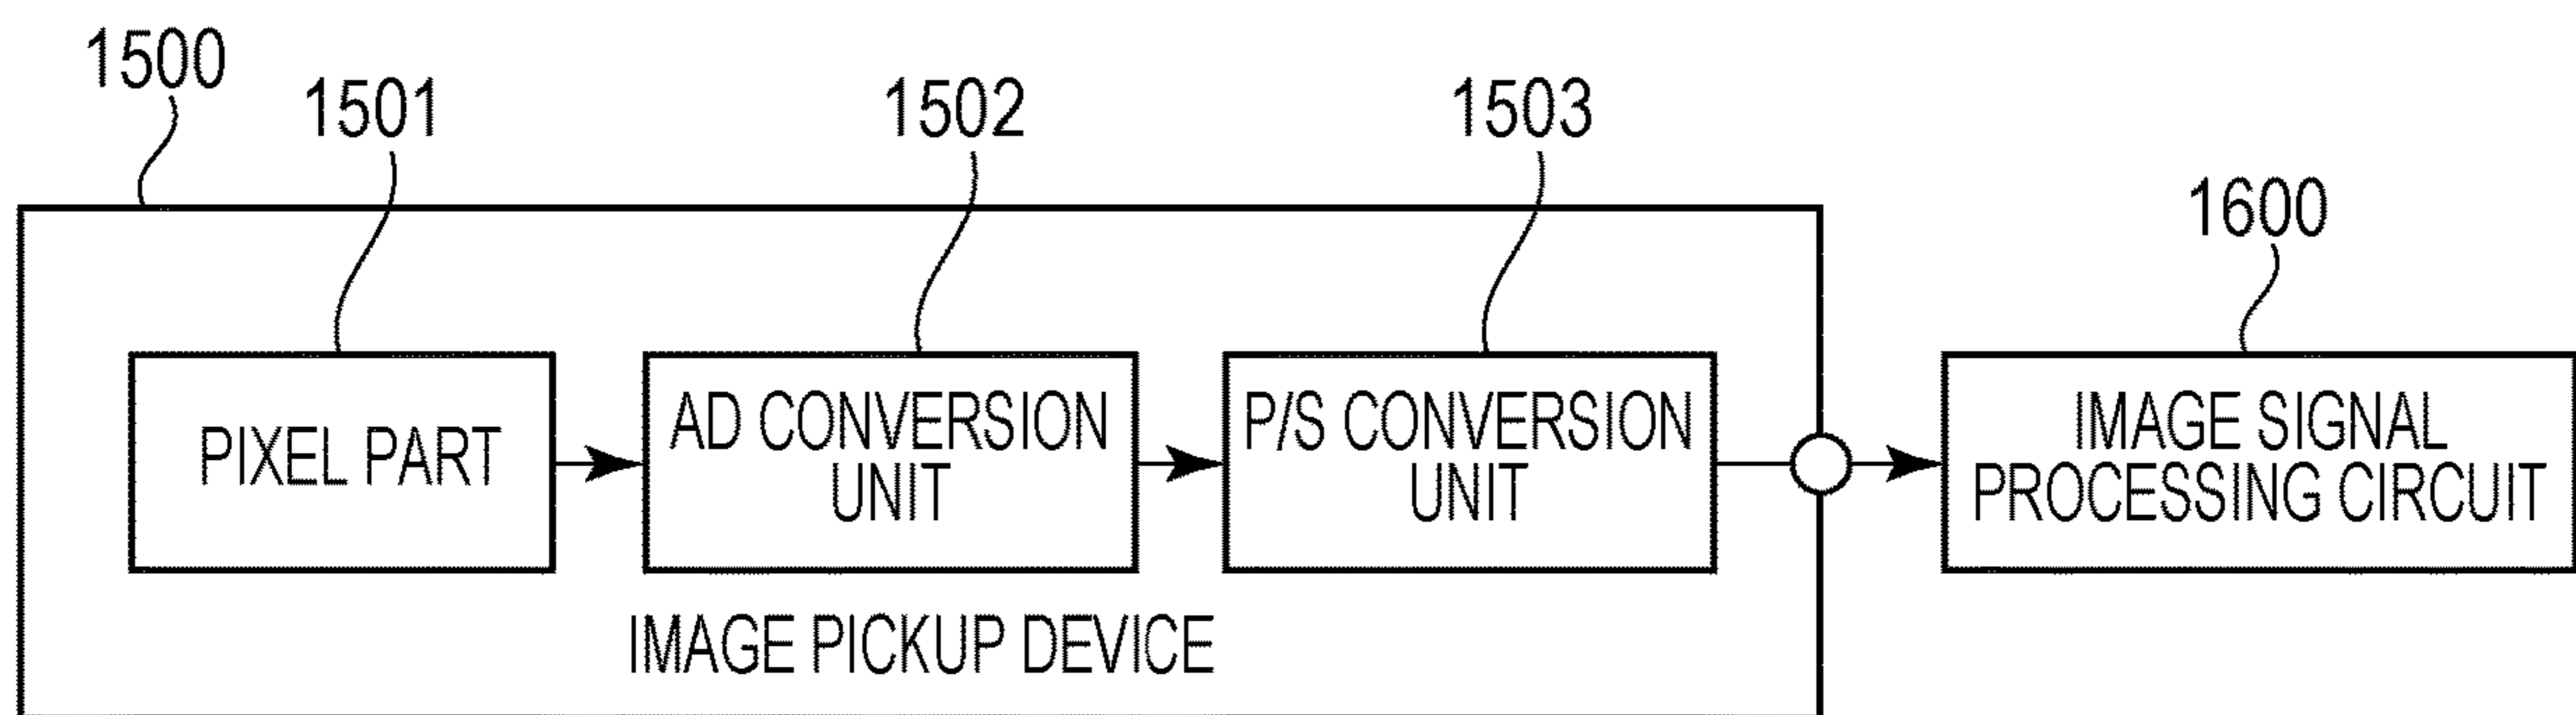 1500
1501
1502
1503
1600
PIXEL PART
AD CONVERSION
UNIT
P/S CONVERSION
UNIT
IMAGE SIGNAL
PROCESSING CIRCUIT
IMAGE PICKUP DEVICE